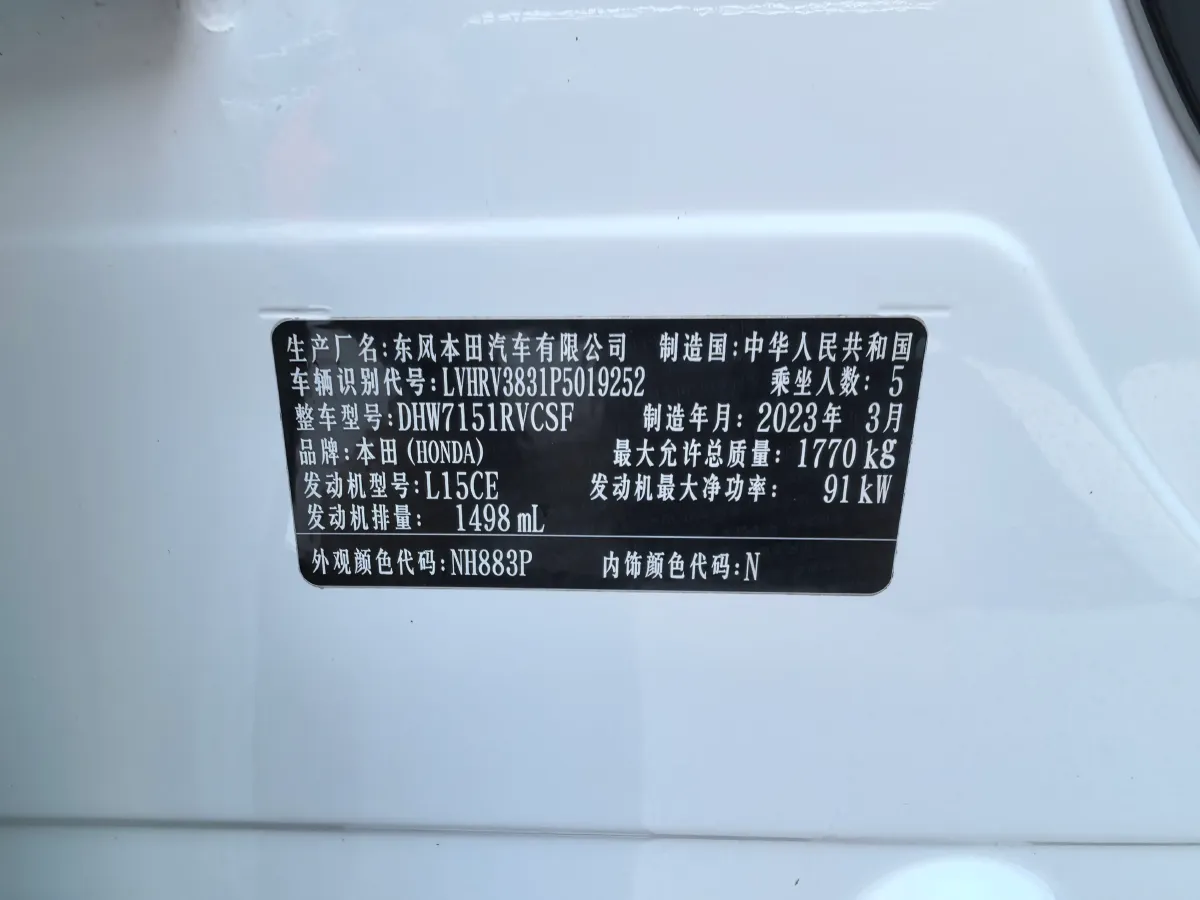 生产厂名:东风本田汽车有限公司 制造国:中华人民共和国
车辆识别代号:LVHRV3831P5019252 乘坐人数: 5
整车型号:DHW7151RVCSF 制造年月:2023年 3月
品牌:本田(HONDA) 最大允许总质量: 1770kg
发动机型号:L15CE 发动机最大净功率: 91kW
发动机排量: 1498mL
外观颜色代码:NH883P 内饰颜色代码:N